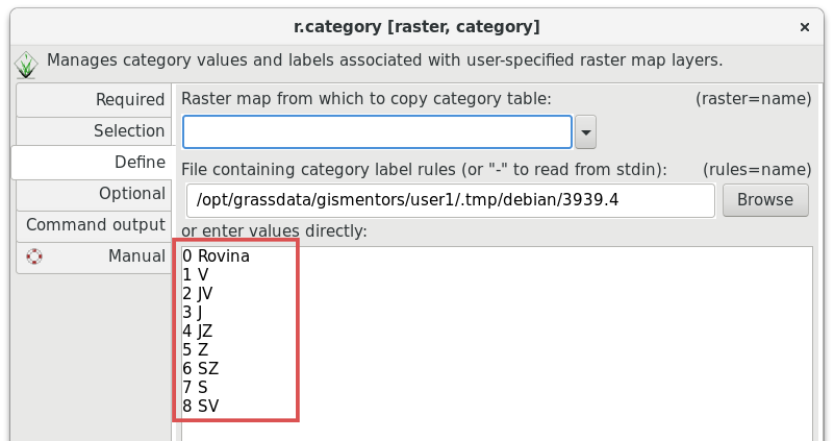 r.category [raster, category]
×
Manages category values and labels associated with user-specified raster map layers.
Required
Selection
Define
Optional
Command output
Manual
Raster map from which to copy category table:
(raster=name)
File containing category label rules (or "-" to read from stdin):
(rules=name)
/opt/grassdata/gismentors/user1/.tmp/debian/3939.4
Browse
or enter values directly:
0 Rovina
1 V
2 JV
3 J
4 JZ
5 Z
6 SZ
7 S
8 SV